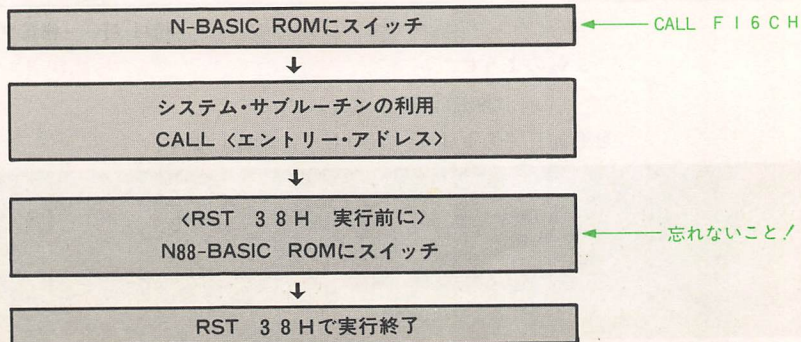 N-BASIC ROMにスイッチ
CALL F16CH
システム・サブルーチンの利用
CALL 〈エントリー・アドレス〉
〈RST 38H 実行前に〉
N88-BASIC ROMにスイッチ
忘れないこと!
RST 38Hで実行終了